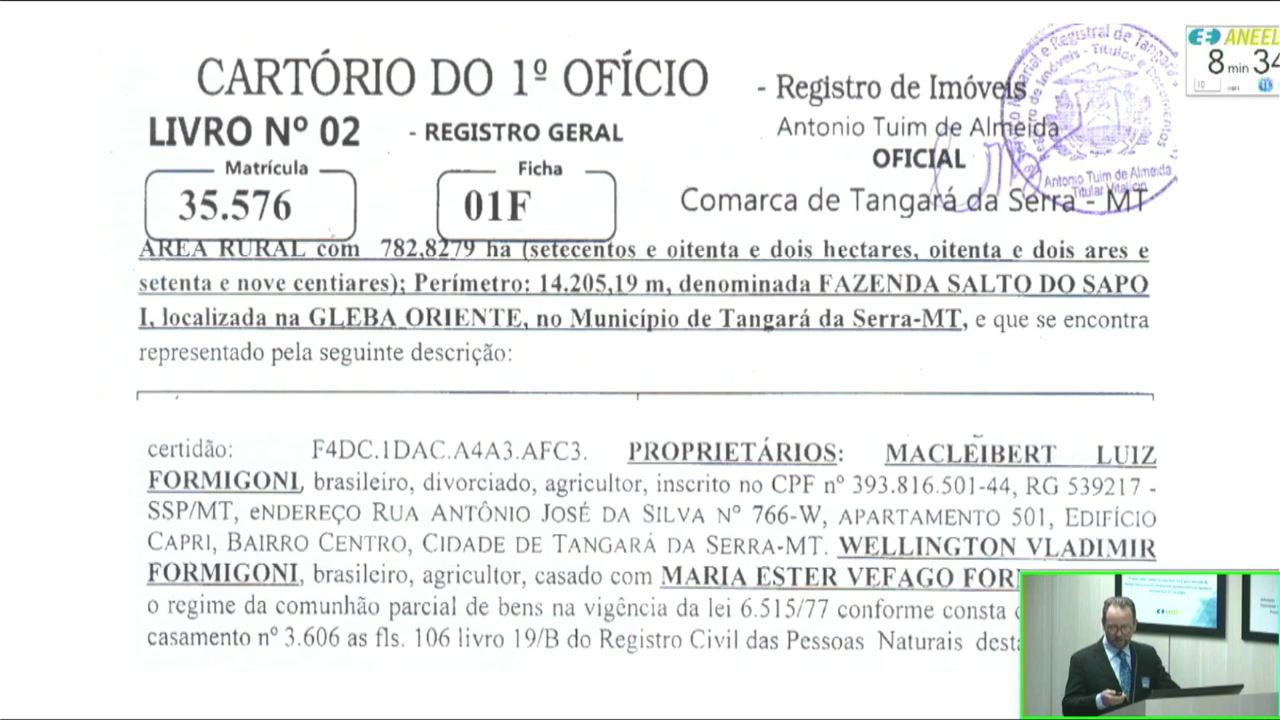 CARTÓRIO DO 1º OFÍCIO
- Registro de Imóveis
LIVRO Nº 02
- REGISTRO GERAL
Antonio Tuim de Almeida
OFICIAL
Comarca de Tangará da Serra - MT
Matrícula
35.576
Ficha
01F
Antonio Tuim de Almeida
Titular Vitalício
ANEEL
8 min 34
ÁREA RURAL com 782,8279 ha (setecentos e oitenta e dois hectares, oitenta e dois ares e
setenta e nove centiares); Perímetro: 14.205,19 m, denominada FAZENDA SALTO DO SAPO
I, localizada na GLEBA ORIENTE, no Município de Tangará da Serra-MT, e que se encontra
representado pela seguinte descrição:
certidão: F4DC.1DAC.A4A3.AFC3. PROPRIETÁRIOS: MACLEIBERT LUIZ
FORMIGONI, brasileiro, divorciado, agricultor, inscrito no CPF nº 393.816.501-44, RG 539217 -
SSP/MT, eNDEREÇO RUA ANTÔNIO JOSÉ DA SILVA Nº 766-W, APARTAMENTO 501, EDIFÍCIO
CAPRI, BAIRRO CENTRO, CIDADE DE TANGARÁ DA SERRA-MT. WELLINGTON VLADIMIR
FORMIGONI, brasileiro, agricultor, casado com MARIA ESTER VEFAGO FOR
o regime da comunhão parcial de bens na vigência da lei 6.515/77 conforme consta
casamento nº 3.606 as fls. 106 livro 19/B do Registro Civil das Pessoas Naturais dest